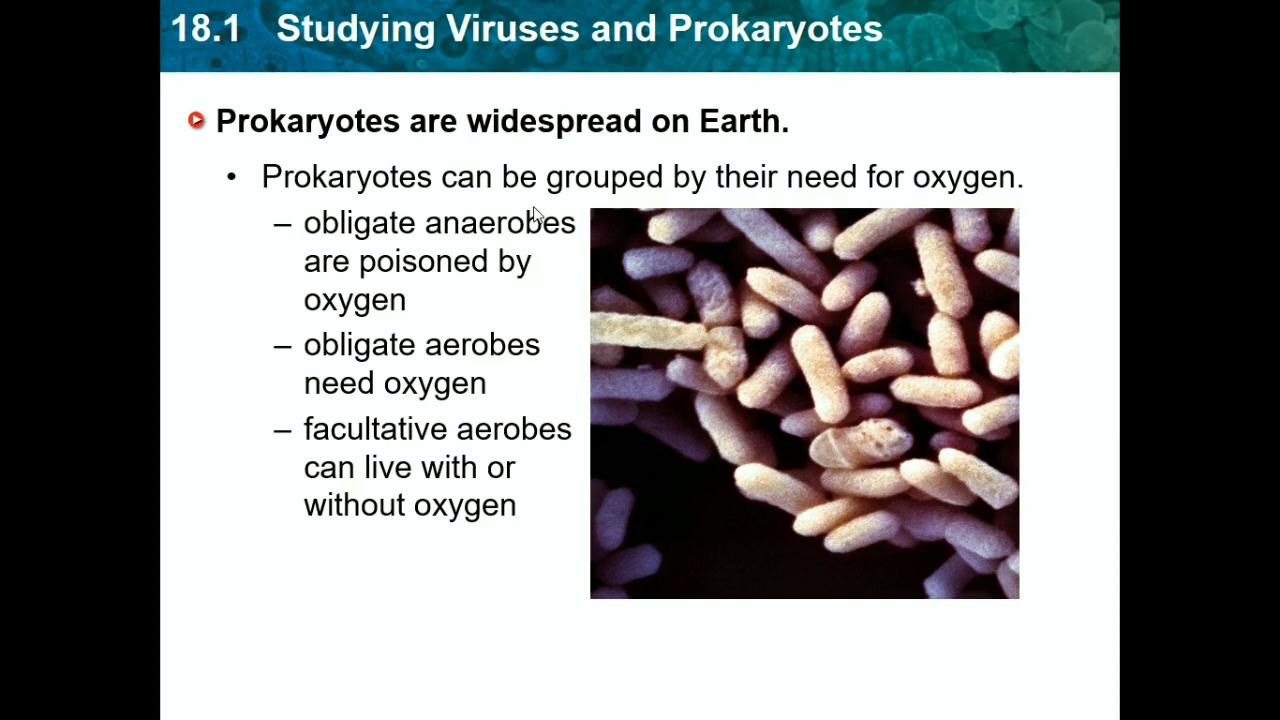 18.1 Studying Viruses and Prokaryotes
Prokaryotes are widespread on Earth.
• Prokaryotes can be grouped by their need for oxygen.
– obligate anaerobes
are poisoned by
oxygen
– obligate aerobes
need oxygen
– facultative aerobes
can live with or
without oxygen